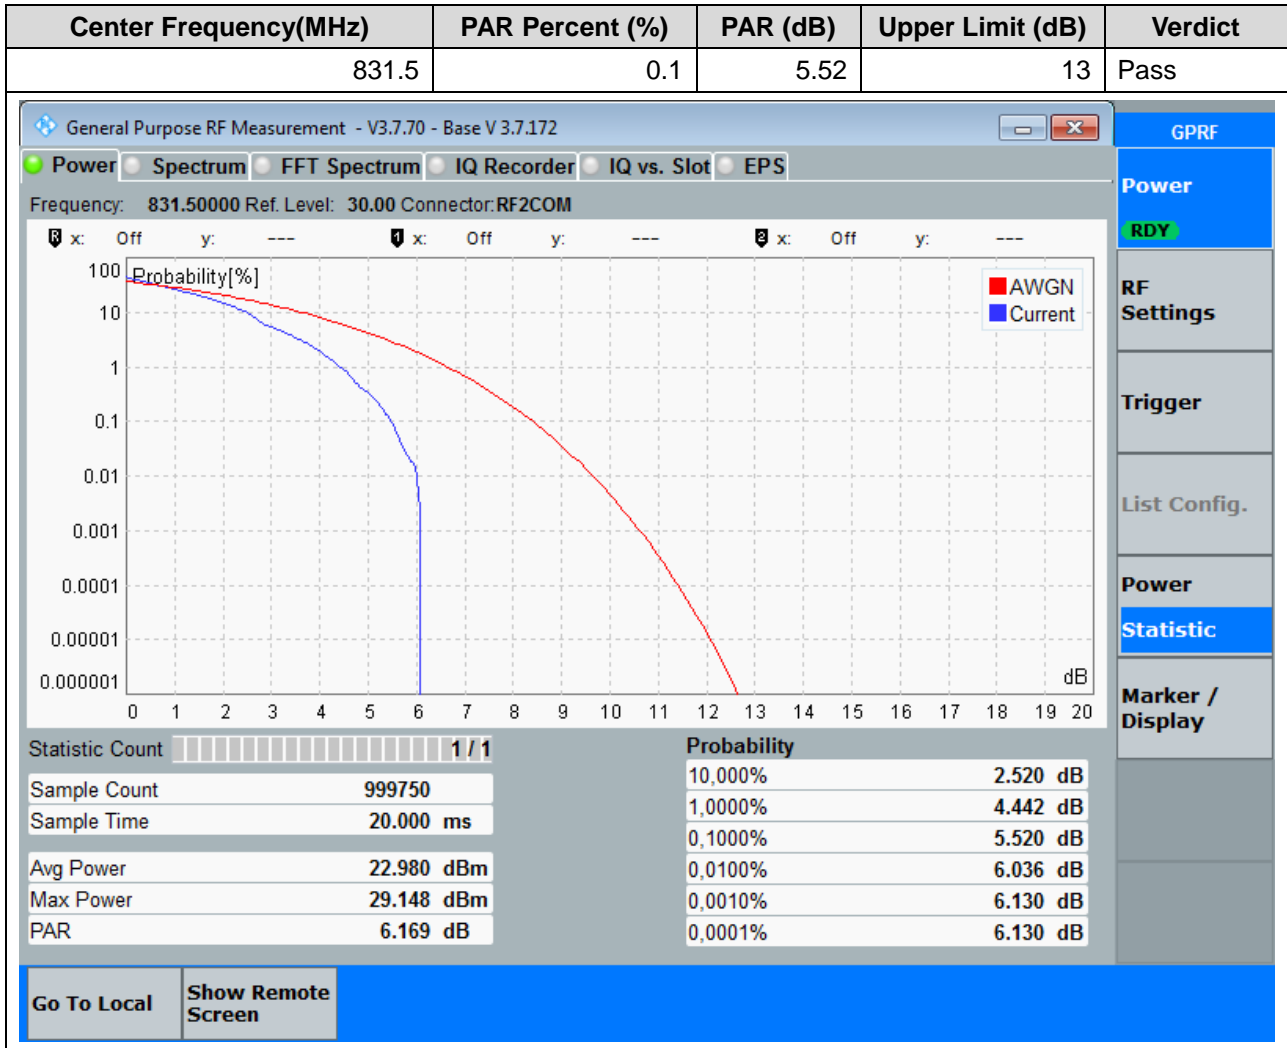 Center Frequency(MHz) PAR Percent (%) PAR (dB) Upper Limit (dB) Verdict
831.5 0.1 5.52 13 Pass
General Purpose RF Measurement - V3.7.70 - Base V 3.7.172
GPRF
Power Spectrum FFT Spectrum IQ Recorder IQ vs. Slot EPS
Frequency: 831.50000 Ref. Level: 30.00 Connector:RF2COM
R x: Off y: --- 1 x: Off y: --- 2 x: Off y: ---
Probability[%]
100
10
1
0.1
0.01
0.001
0.0001
0.00001
0.000001
AWGN
Current
dB
0 1 2 3 4 5 6 7 8 9 10 11 12 13 14 15 16 17 18 19 20
Statistic Count 1 / 1
Sample Count 999750
Sample Time 20.000 ms
Avg Power 22.980 dBm
Max Power 29.148 dBm
PAR 6.169 dB
Probability
10,000% 2.520 dB
1,0000% 4.442 dB
0,1000% 5.520 dB
0,0100% 6.036 dB
0,0010% 6.130 dB
0,0001% 6.130 dB
Power
RDY
RF
Settings
Trigger
List Config.
Power
Statistic
Marker /
Display
Go To Local
Show Remote
Screen